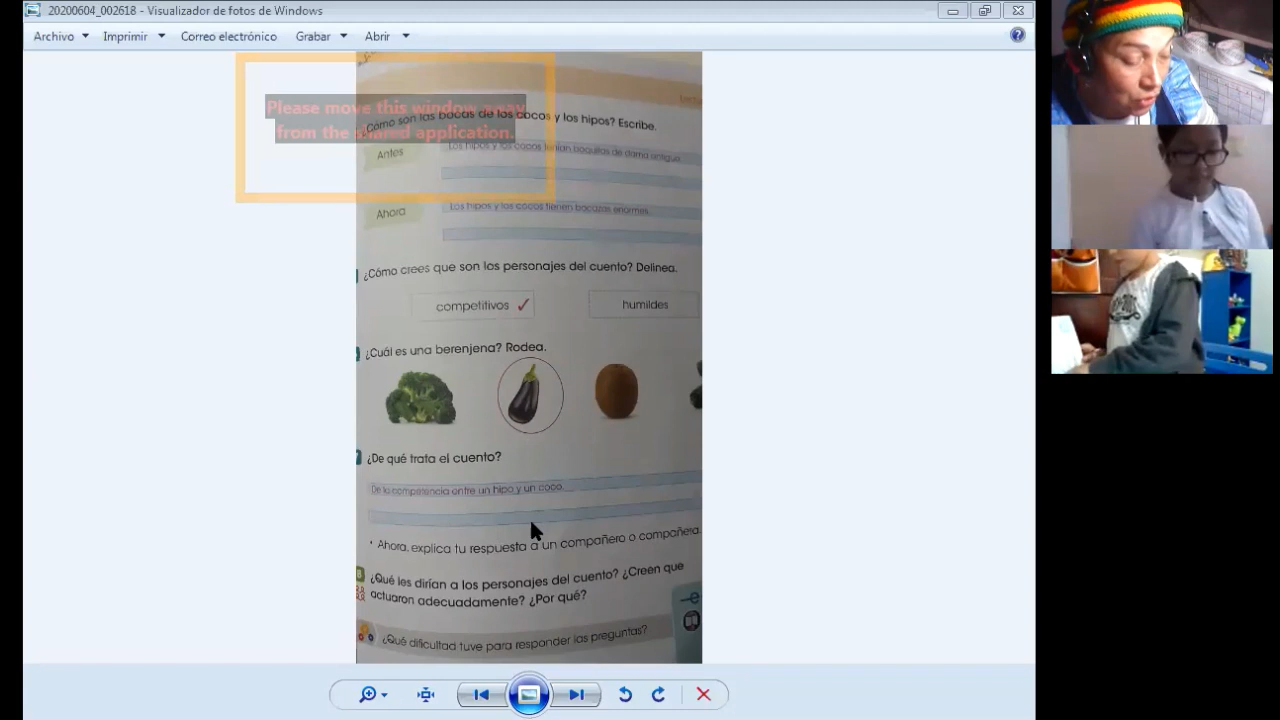 20200604_002618 - Visualizador de fotos de Windows
Archivo Imprimir Correo electrónico Grabar Abrir
Please move this window away
from the shared application.
¿Cómo son las bocas de los cocos y los hipos? Escribe.
Antes
Los hipos y los cocos tenían boquitas de dama antigua.
Ahora
Los hipos y los cocos tienen bocazas enormes.
¿Cómo crees que son los personajes del cuento? Delinea.
competitivos ✓ humildes
¿Cuál es una berenjena? Rodea.
7 ¿De qué trata el cuento?
De la competencia entre un hipo y un coco.
• Ahora, explica tu respuesta a un compañero o compañera.
8 ¿Qué les dirían a los personajes del cuento? ¿Creen que
actuaron adecuadamente? ¿Por qué?
¿Qué dificultad tuve para responder las preguntas?